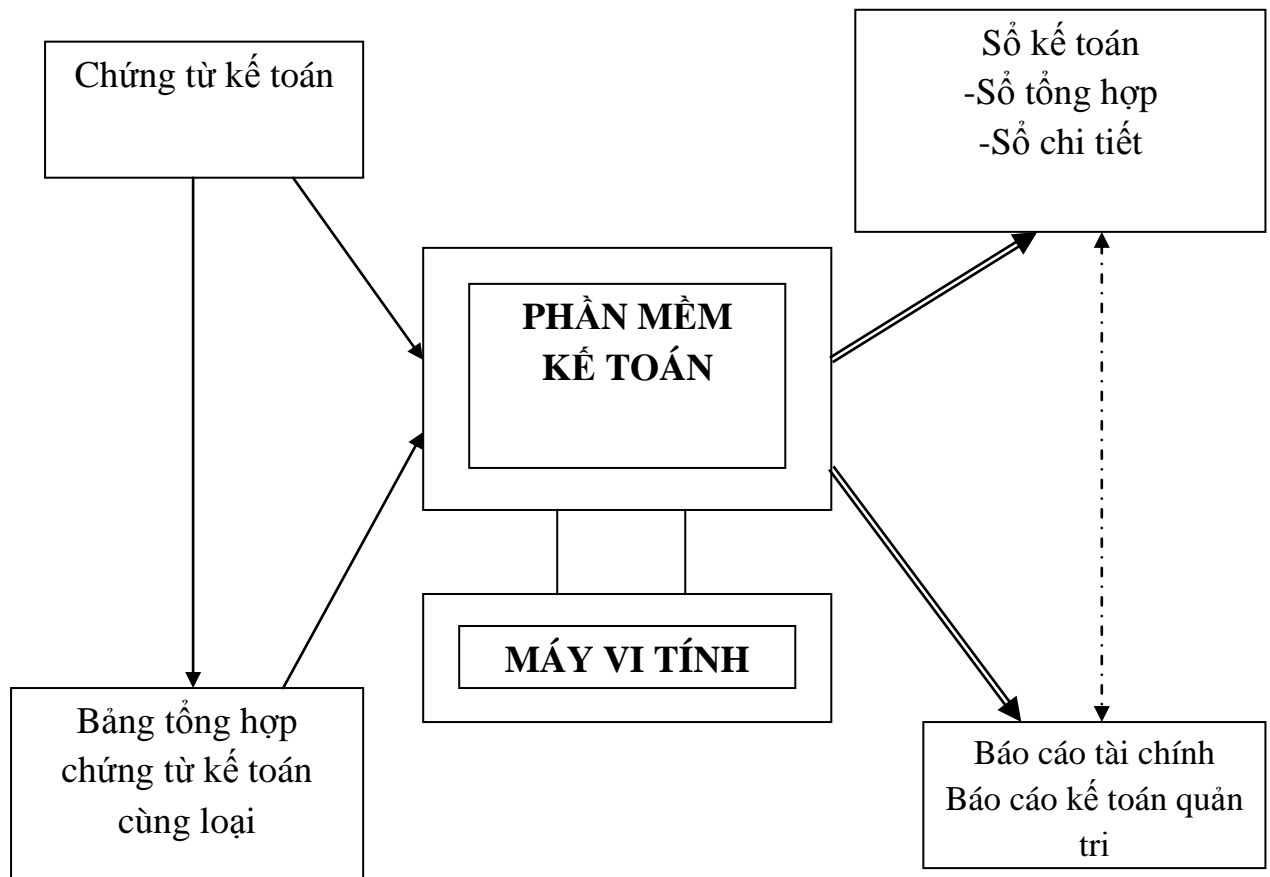 Chứng từ kế toán
Sổ kế toán
-Sổ tổng hợp
-Sổ chi tiết
PHẦN MỀM
KẾ TOÁN
MÁY VI TÍNH
Bảng tổng hợp
chứng từ kế toán
cùng loại
Báo cáo tài chính
Báo cáo kế toán quản
tri